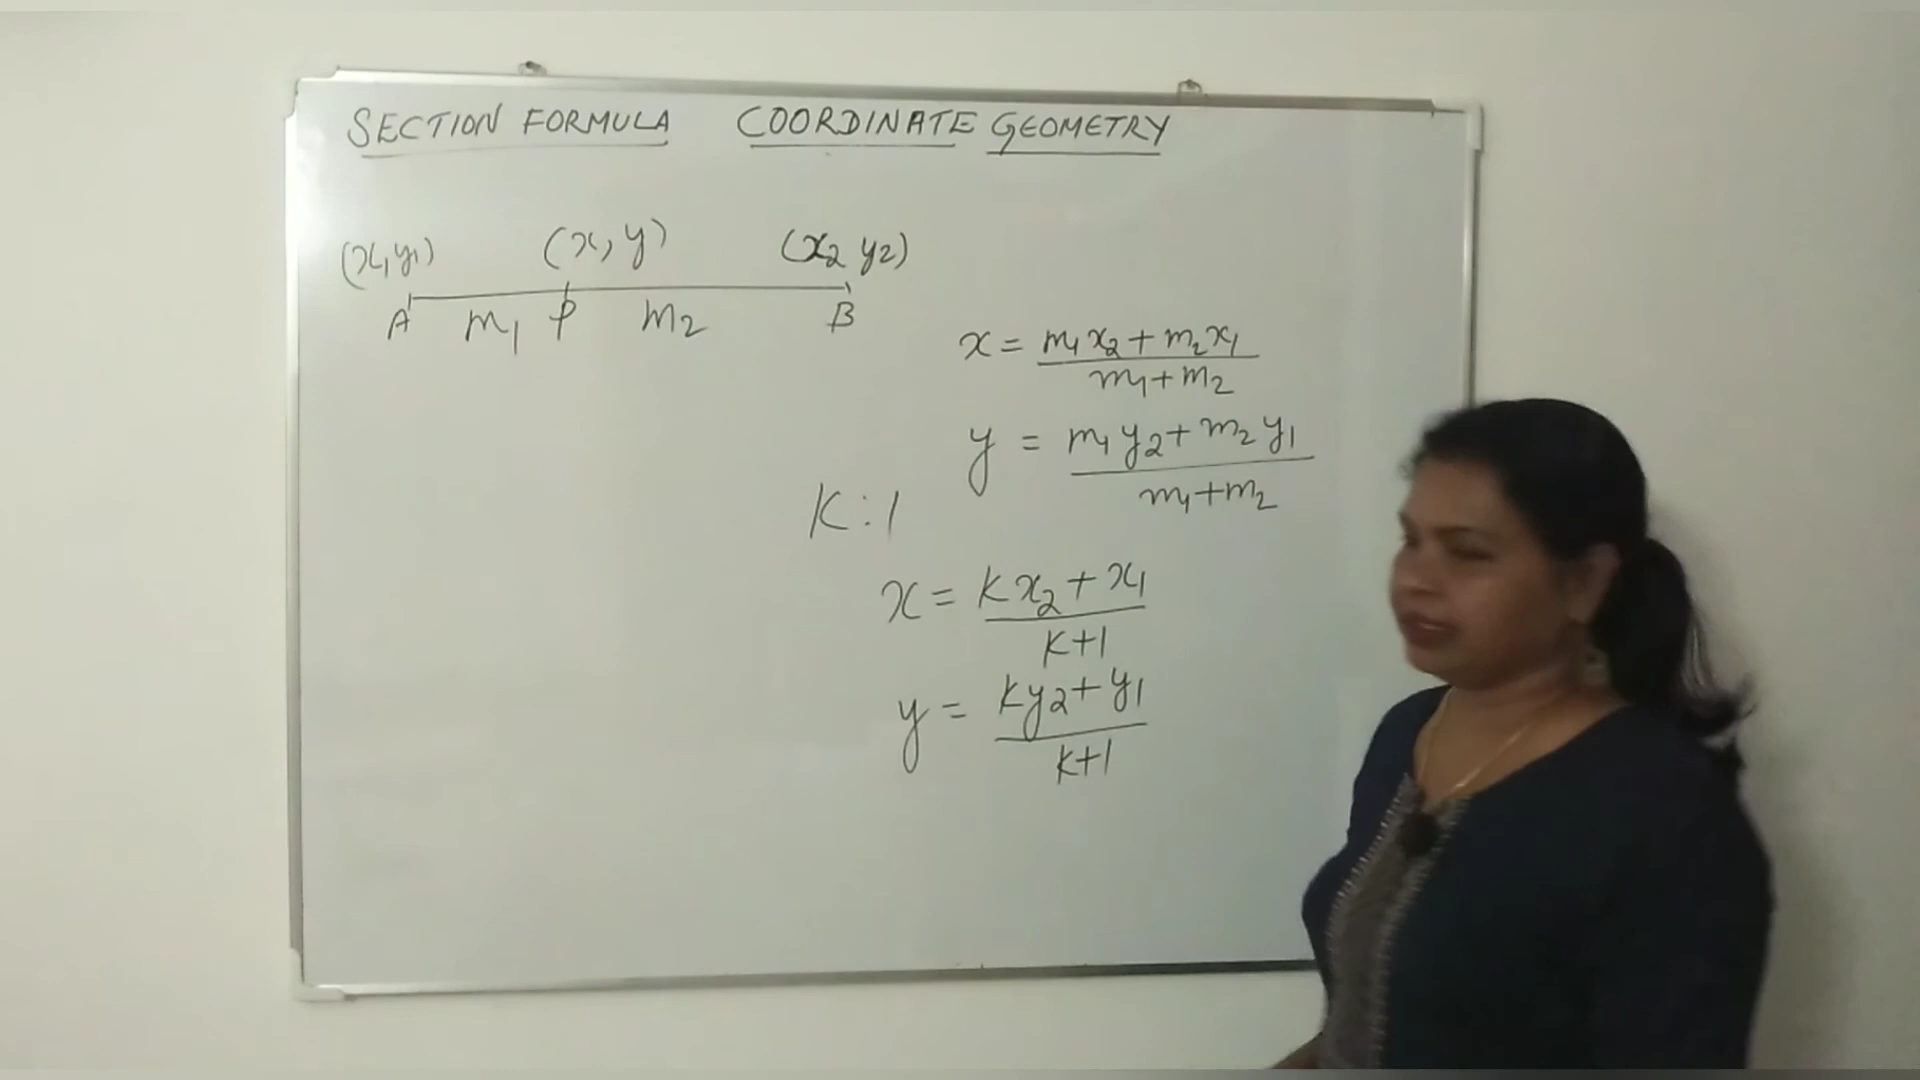 SECTION FORMULA COORDINATE GEOMETRY
(x1,y1) (x, y) (x2 y2)
A m1 P m2 B
x = m1x2 + m2x1
m1+m2
y = m1y2 + m2y1
m1+m2
K:1
x = kx2 + x1
k+1
y = ky2 + y1
k+1